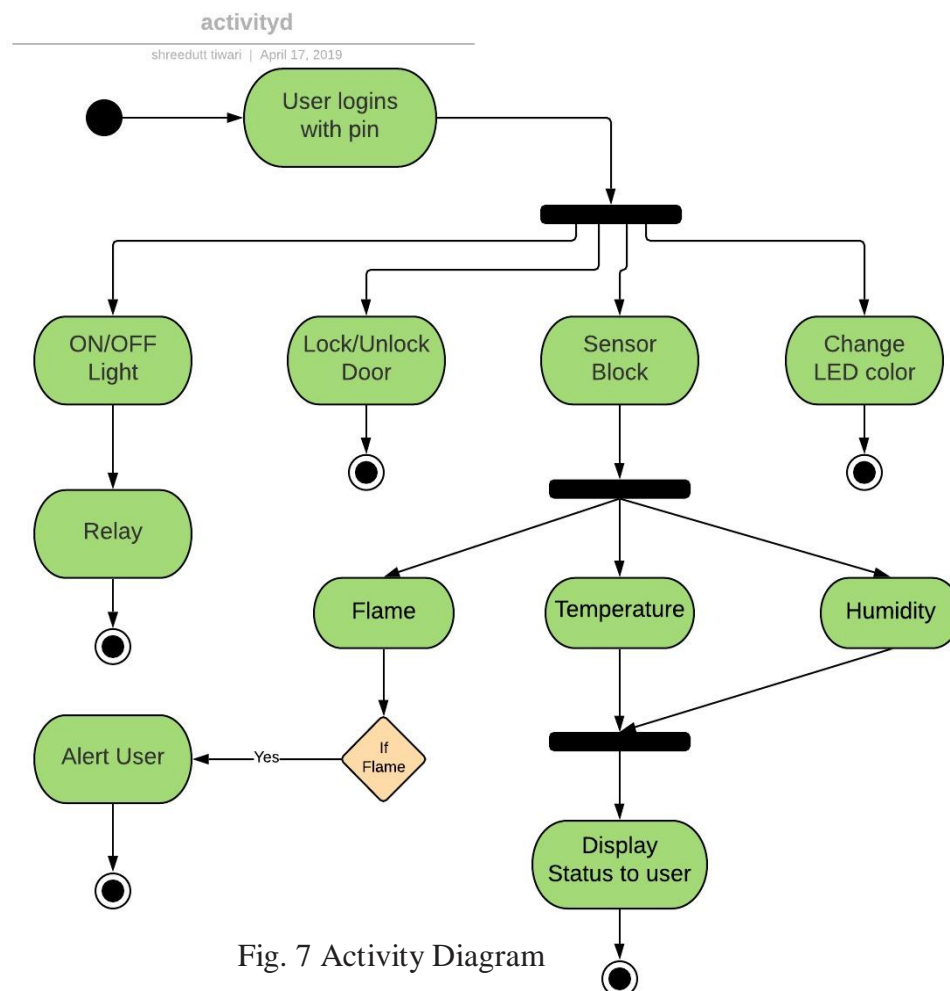 activityd
shreedutt tiwari | April 17, 2019
User logins
with pin
ON/OFF
Light
Lock/Unlock
Door
Sensor
Block
Change
LED color
Relay
Flame
Temperature
Humidity
Alert User
Yes
If
Flame
Display
Status to user
Fig. 7 Activity Diagram